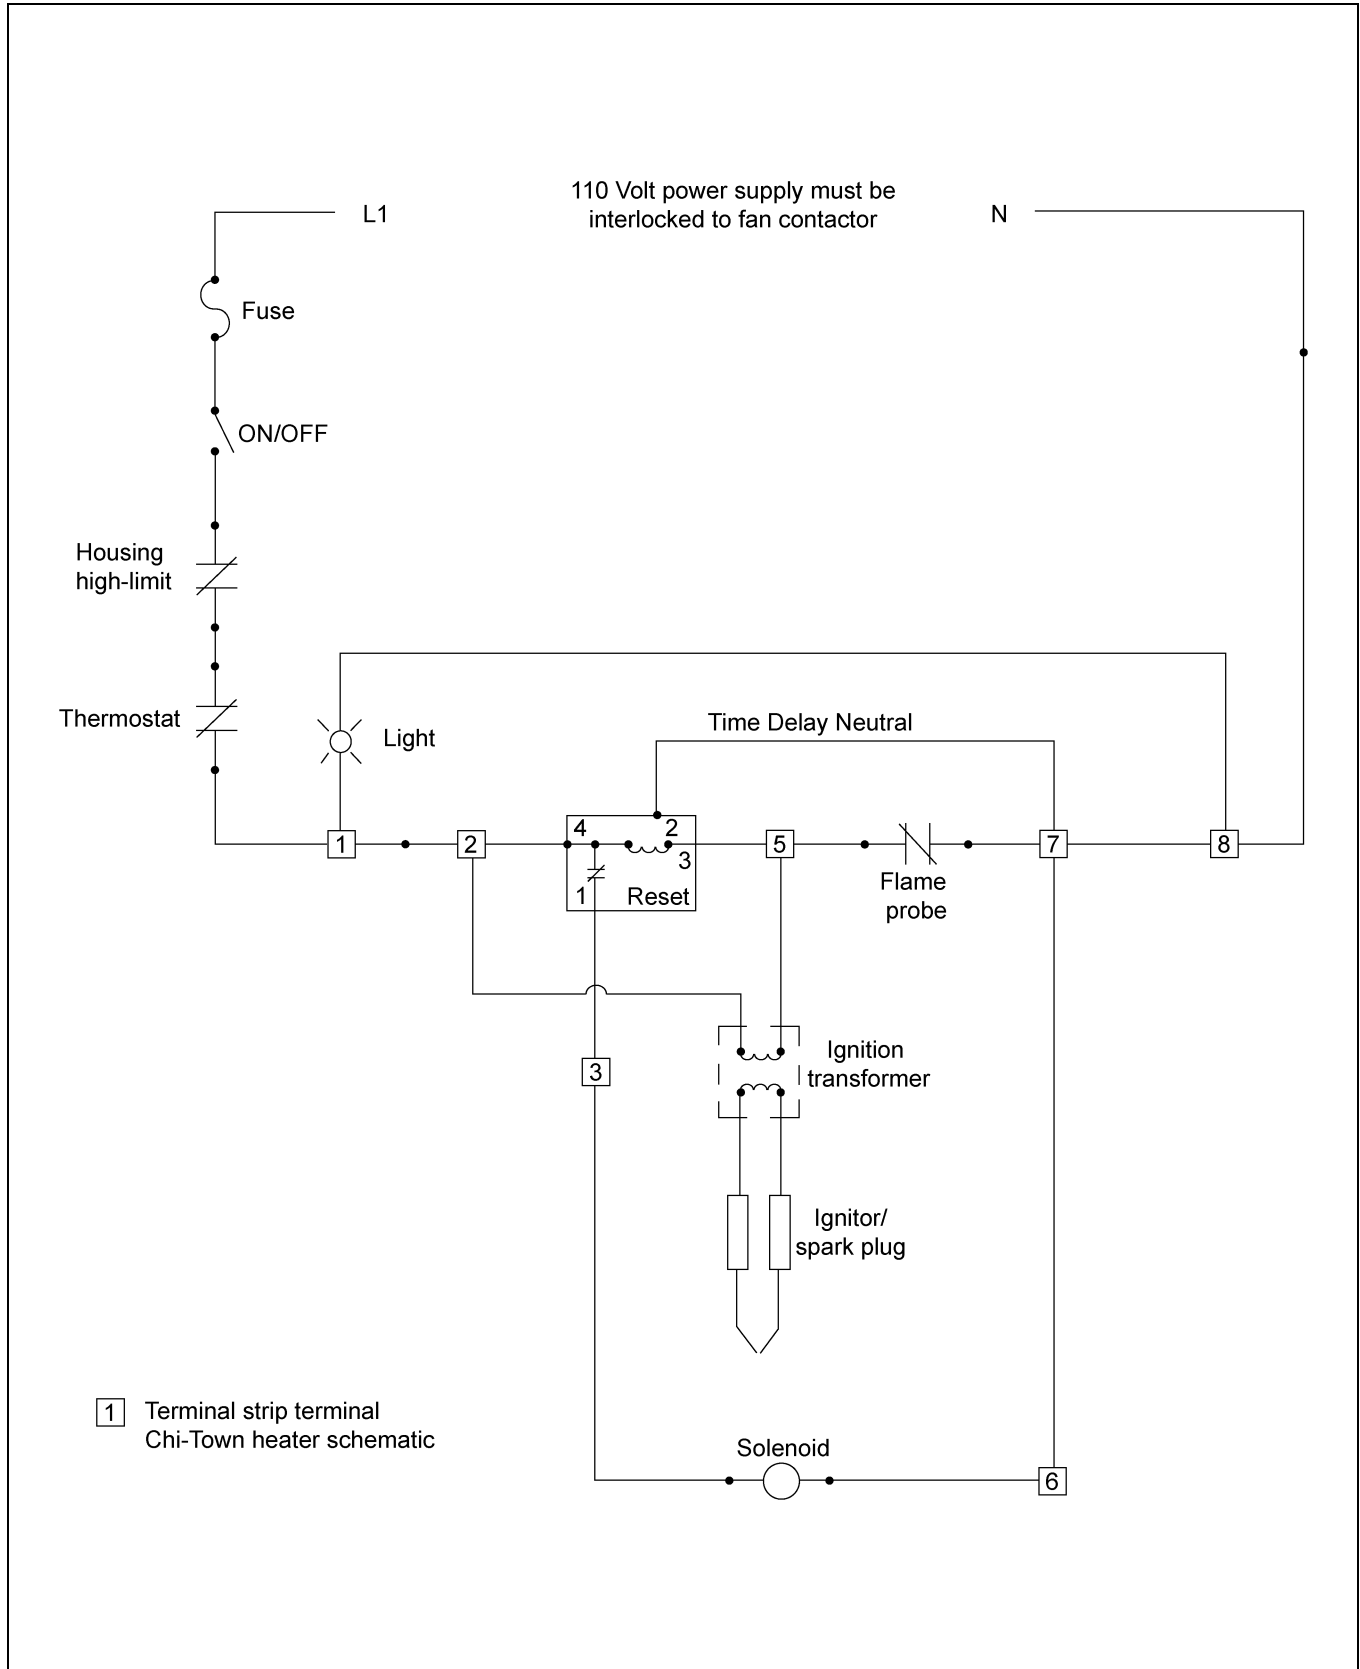 110 Volt power supply must be
interlocked to fan contactor
L1
N
Fuse
ON/OFF
Housing
high-limit
Thermostat
Light
Time Delay Neutral
4
2
3
1
Reset
1
2
5
7
8
Flame
probe
3
Ignition
transformer
Ignitor/
spark plug
1
Terminal strip terminal
Chi-Town heater schematic
Solenoid
6